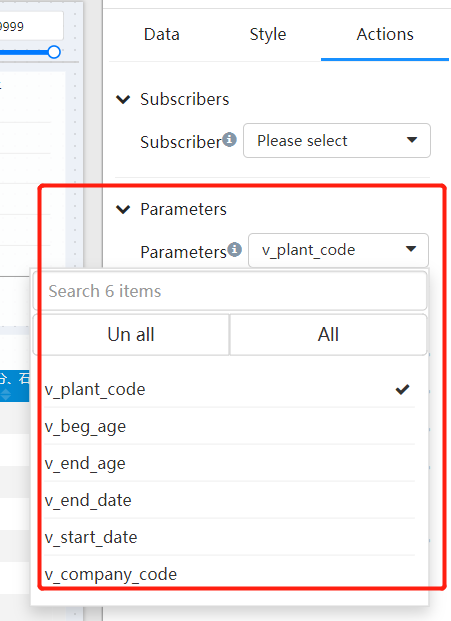 9999
Data Style Actions
Subscribers
Subscriber Please select
Parameters
Parameters v_plant_code
Search 6 items
Un all All
v_plant_code
v_beg_age
v_end_age
v_end_date
v_start_date
v_company_code
、石